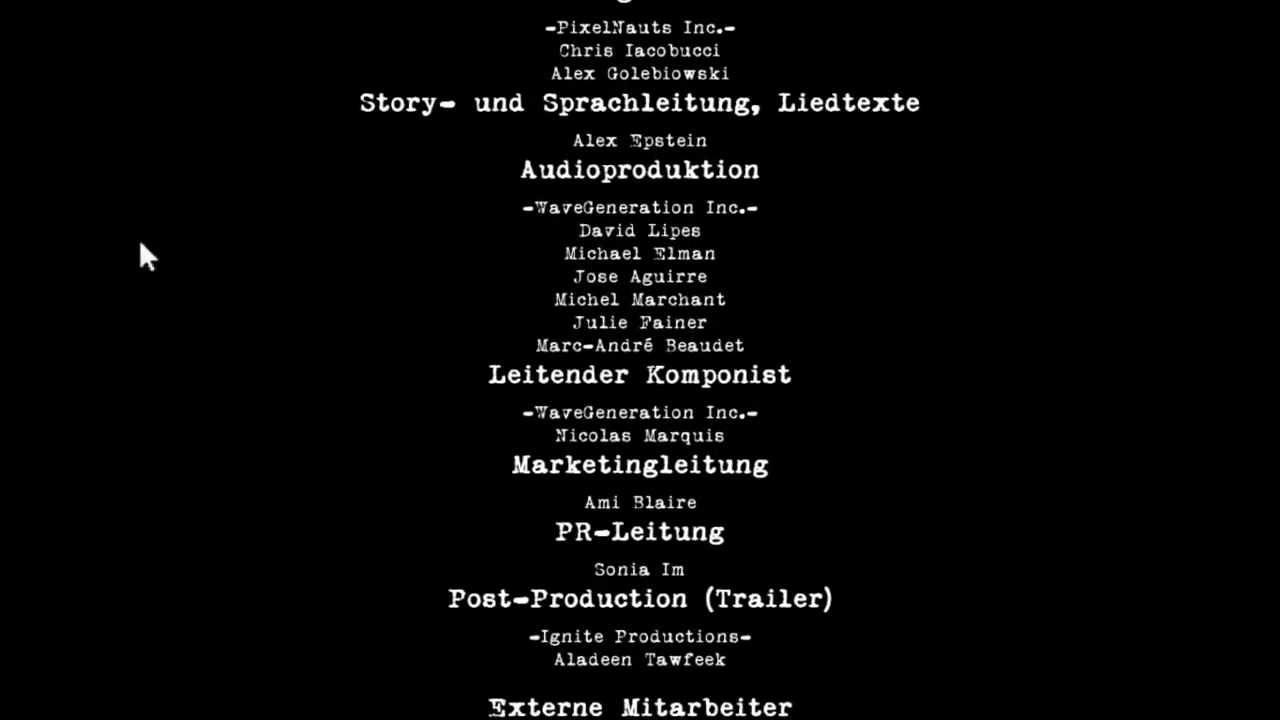 -PixelNauts Inc.-
Chris Iacobucci
Alex Golebiowski
Story- und Sprachleitung, Liedtexte
Alex Epstein
Audioproduktion
-WaveGeneration Inc.-
David Lipes
Michael Elman
Jose Aguirre
Michel Marchant
Julie Fainer
Marc-André Beaudet
Leitender Komponist
-WaveGeneration Inc.-
Nicolas Marquis
Marketingleitung
Ami Blaire
PR-Leitung
Sonia Im
Post-Production (Trailer)
-Ignite Productions-
Aladeen Tawfeek
Externe Mitarbeiter